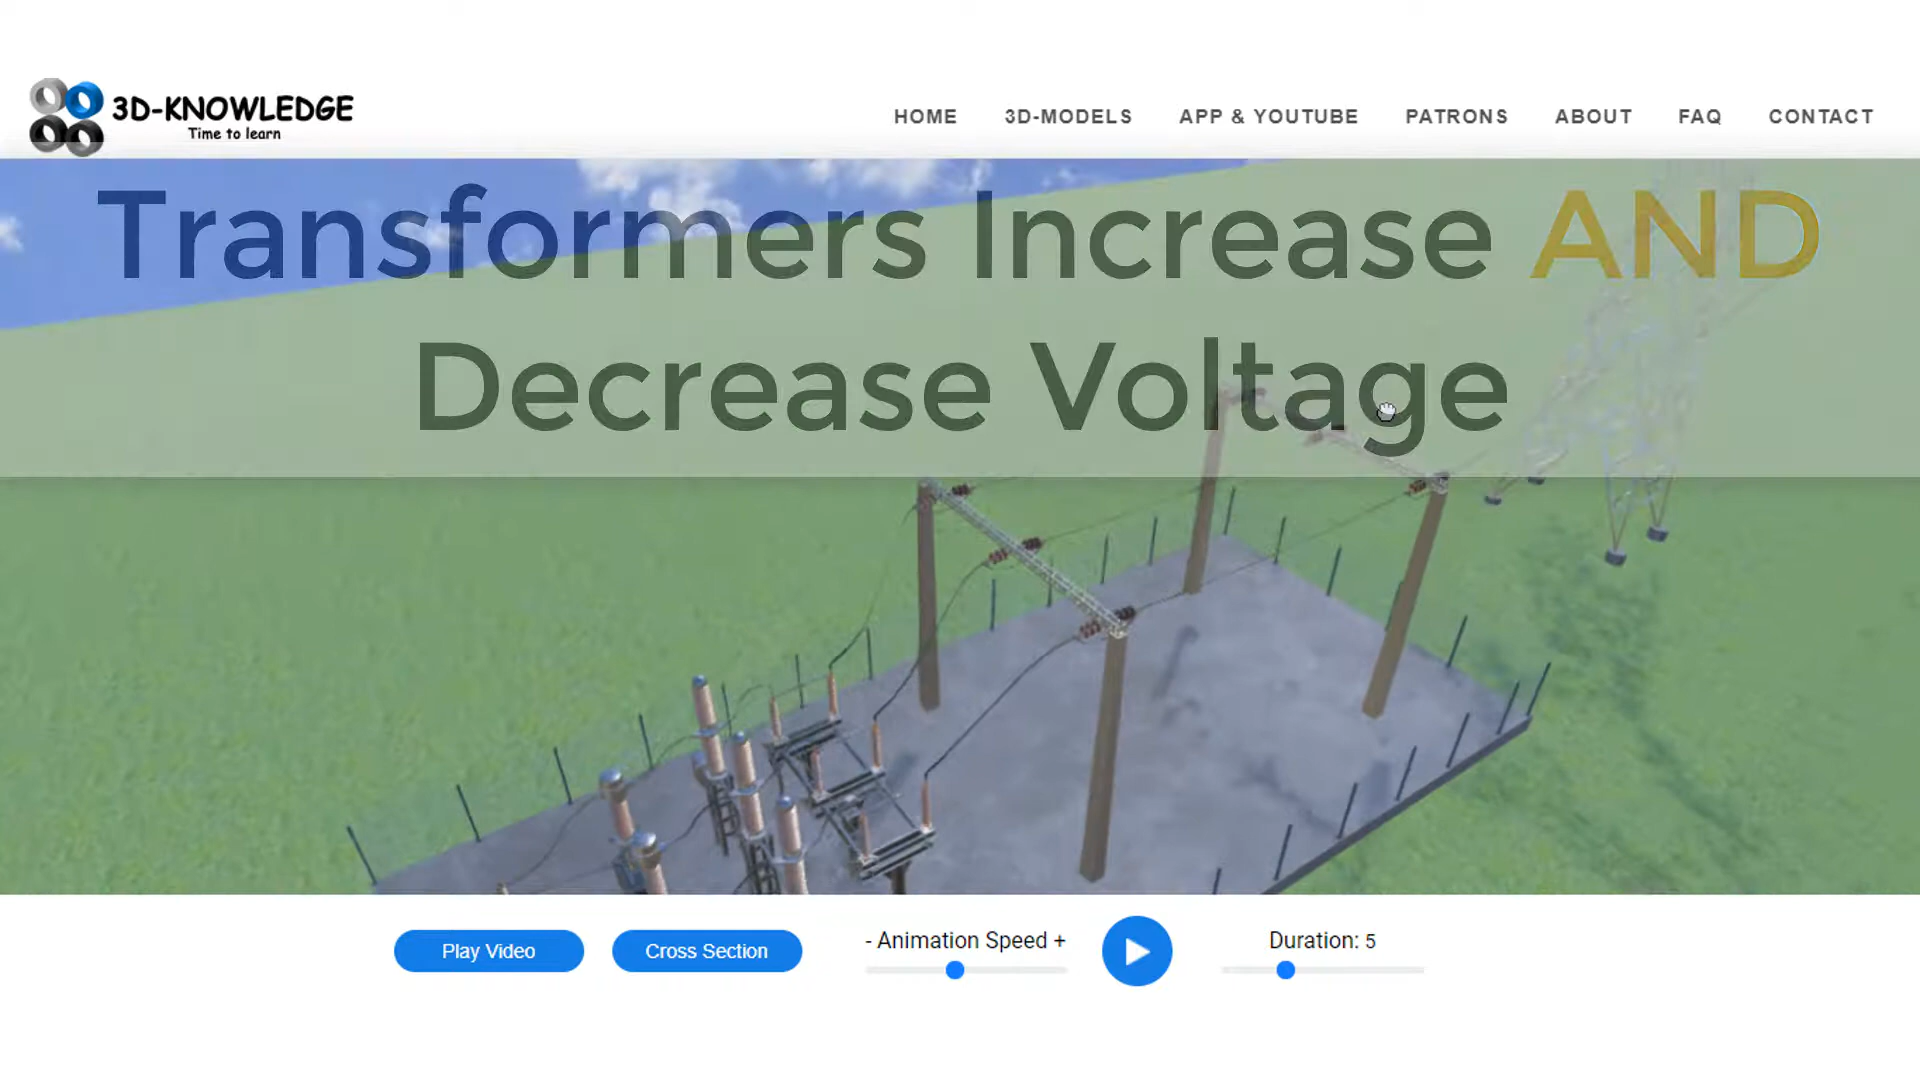 3D-KNOWLEDGE
Time to learn
HOME 3D-MODELS APP & YOUTUBE PATRONS ABOUT FAQ CONTACT
Transformers Increase AND
Decrease Voltage
Play Video
Cross Section
- Animation Speed +
Duration: 5